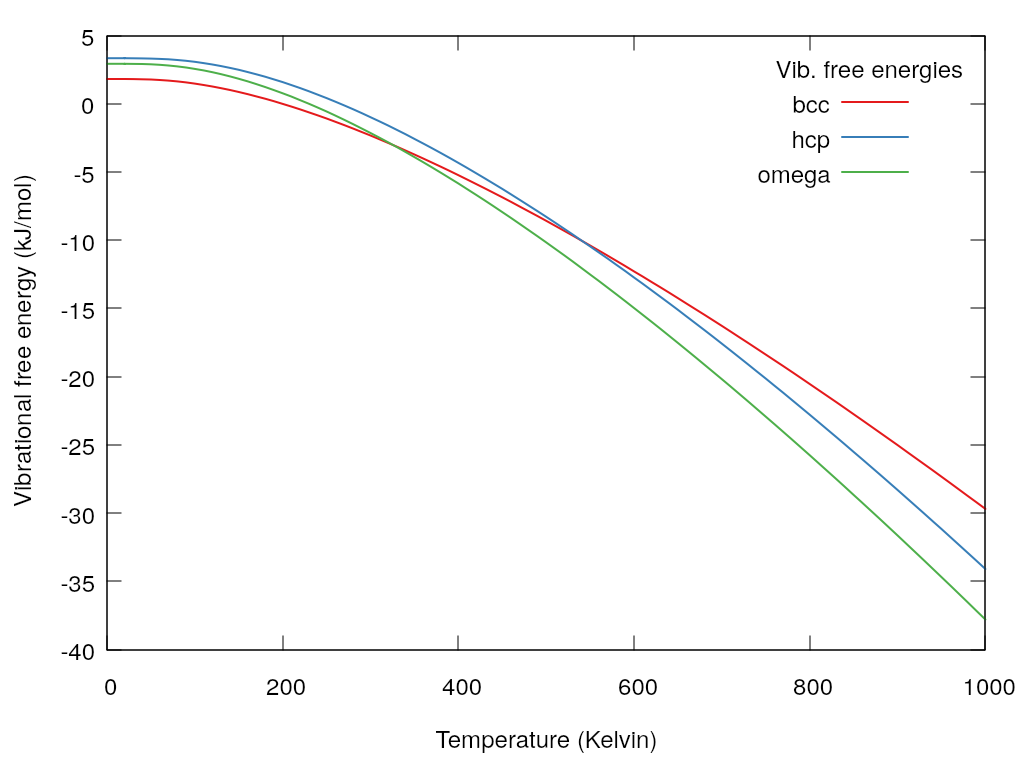 5
0
-5
-10
-15
-20
-25
-30
-35
-40
Vibrational free energy (kJ/mol)
Vib. free energies
bcc
hcp
omega
0 200 400 600 800 1000
Temperature (Kelvin)